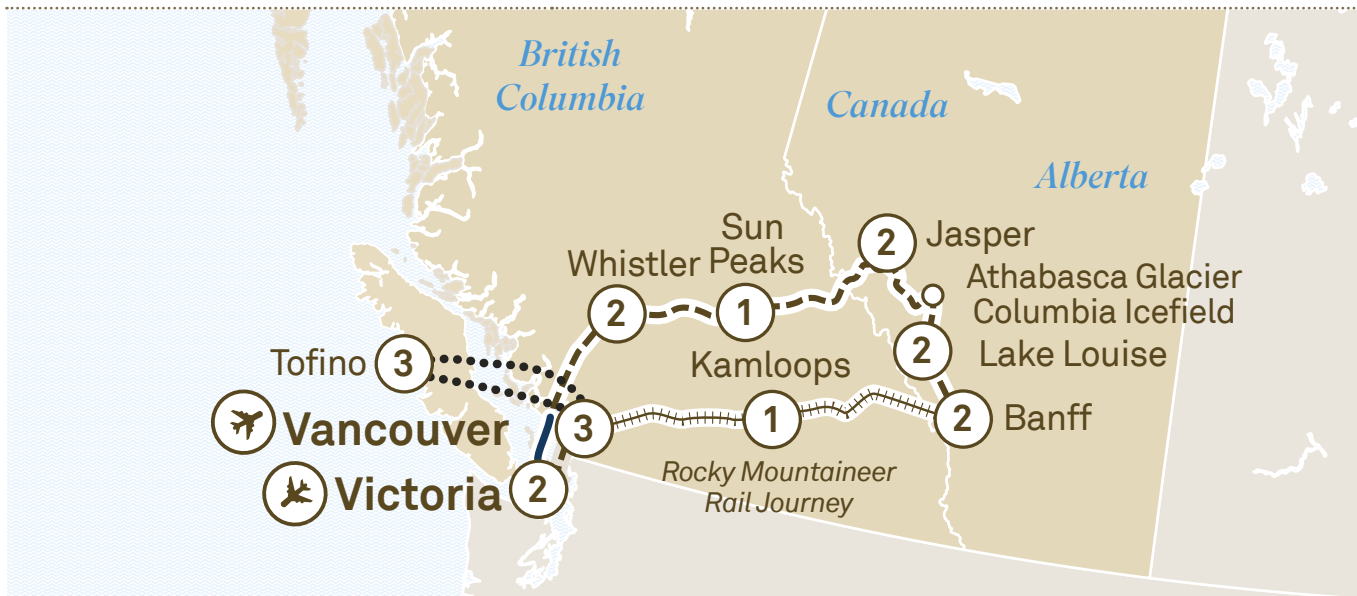 British
Columbia
Canada
Alberta
Sun
Peaks
Whistler
2
Jasper
Athabasca Glacier
Columbia Icefield
2
1
Tofino
3
Kamloops
2
Lake Louise
Vancouver
3
1
2
Banff
Rocky Mountaineer
Rail Journey
Victoria
2